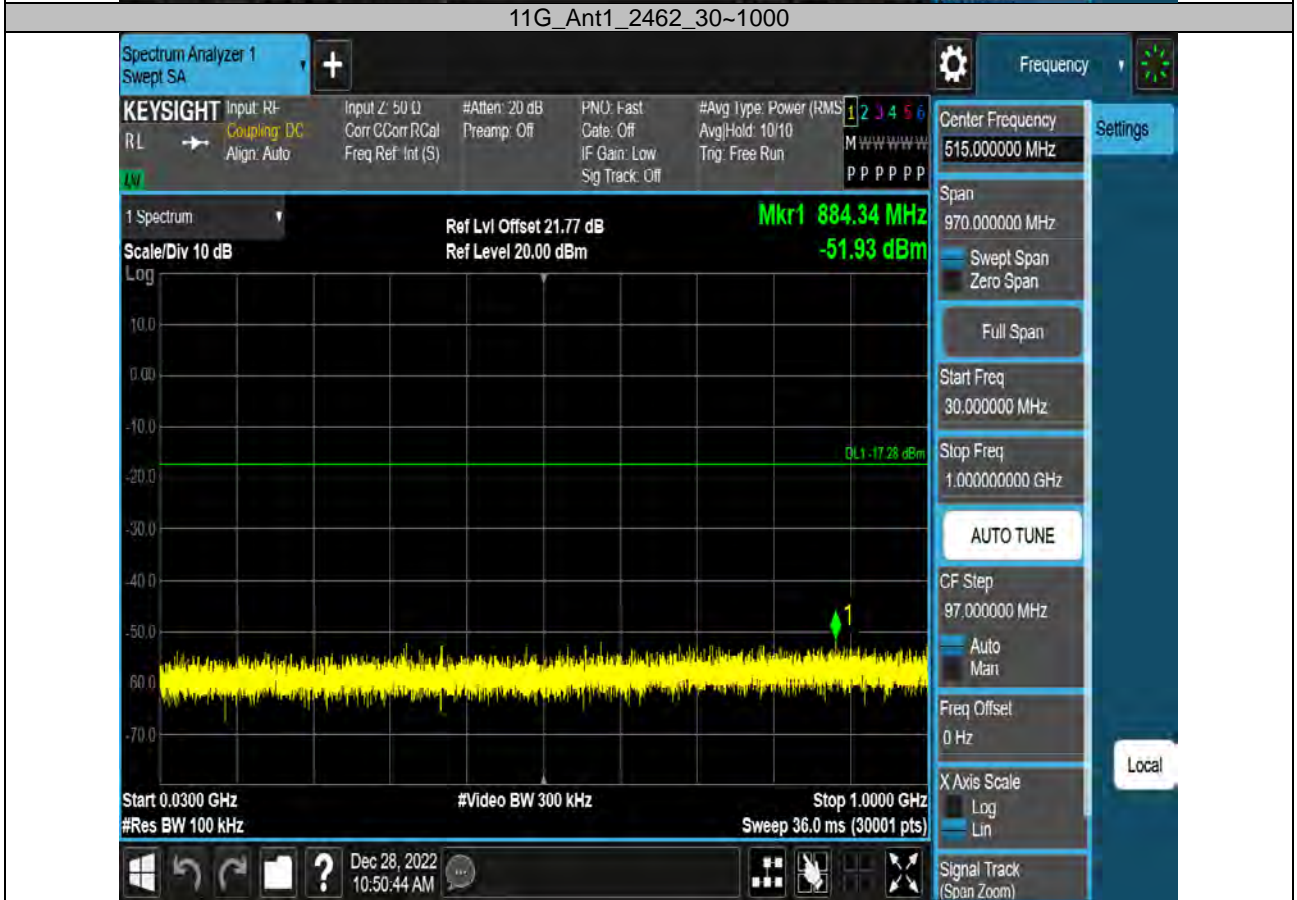 11G_Ant1_2462_30~1000
Spectrum Analyzer 1
Swept SA
Frequency
KEYSIGHT
RL
Input: RF
Coupling: DC
Align: Auto
Input Z: 50 Ω
Corr CCorr RCal
Freq Ref: Int (S)
#Atten: 20 dB
Preamp: Off
PNO: Fast
Gate: Off
IF Gain: Low
Sig Track: Off
#Avg Type: Power (RMS
Avg|Hold: 10/10
Trig: Free Run
1 2 3 4 5 6
M W W W W W
P P P P P P
1 Spectrum
Scale/Div 10 dB
Ref Lvl Offset 21.77 dB
Ref Level 20.00 dBm
Mkr1 884.34 MHz
-51.93 dBm
Log
10.0
0.00
-10.0
DL1 -17.28 dBm
-20.0
-30.0
-40.0
1
-50.0
-60.0
-70.0
Start 0.0300 GHz
#Res BW 100 kHz
#Video BW 300 kHz
Stop 1.0000 GHz
Sweep 36.0 ms (30001 pts)
Dec 28, 2022
10:50:44 AM
Center Frequency
515.000000 MHz
Settings
Span
970.000000 MHz
Swept Span
Zero Span
Full Span
Start Freq
30.000000 MHz
Stop Freq
1.000000000 GHz
AUTO TUNE
CF Step
97.000000 MHz
Auto
Man
Freq Offset
0 Hz
X Axis Scale
Log
Lin
Local
Signal Track
(Span Zoom)